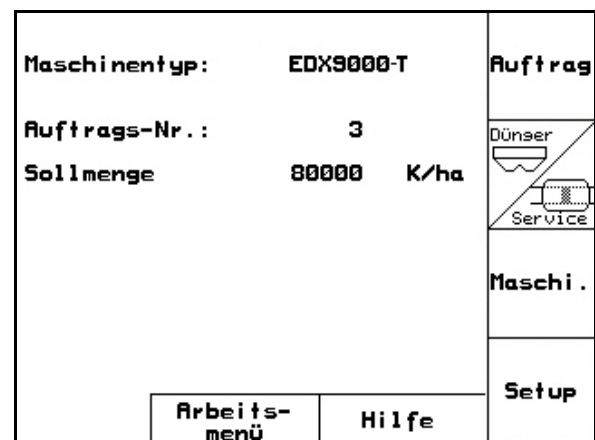 Maschinentyp: EDX9000-T
Auftrags-Nr.: 3
Sollmenge 80000 K/ha
Auftrag
Dünger
Service
Maschi.
Setup
Arbeits-
menü
Hilfe